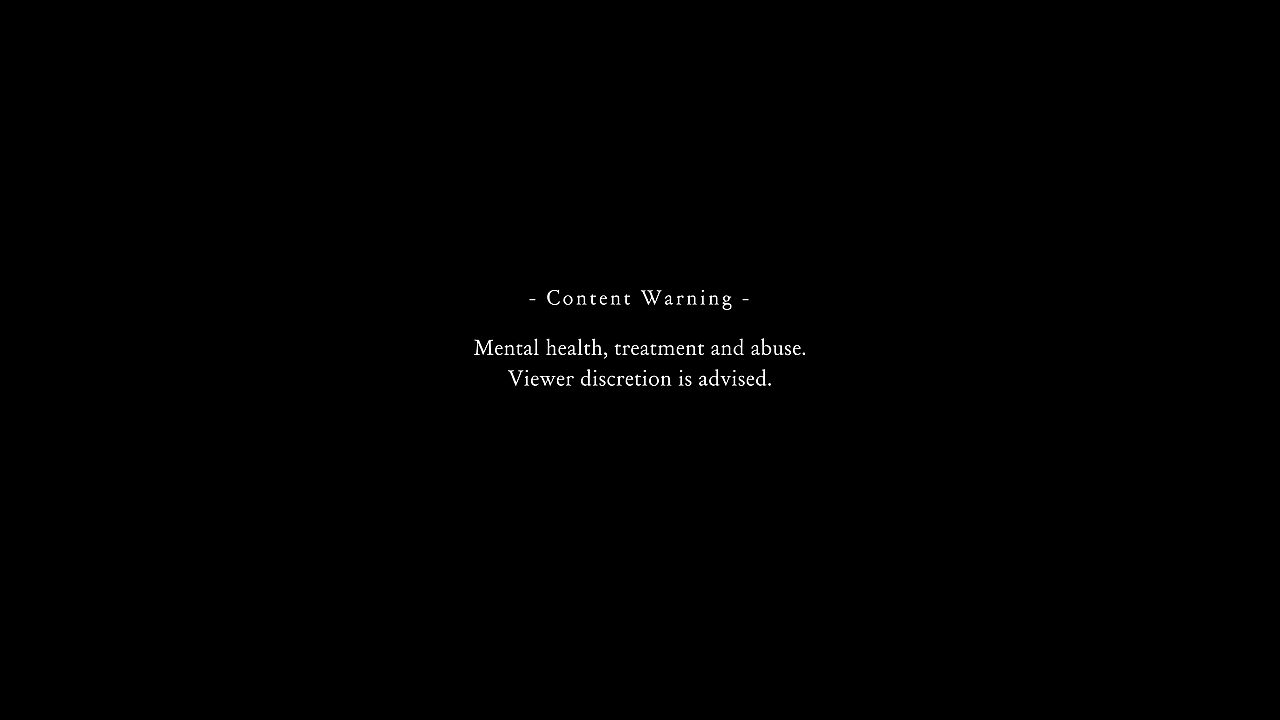 - Content Warning -
Mental health, treatment and abuse.
Viewer discretion is advised.